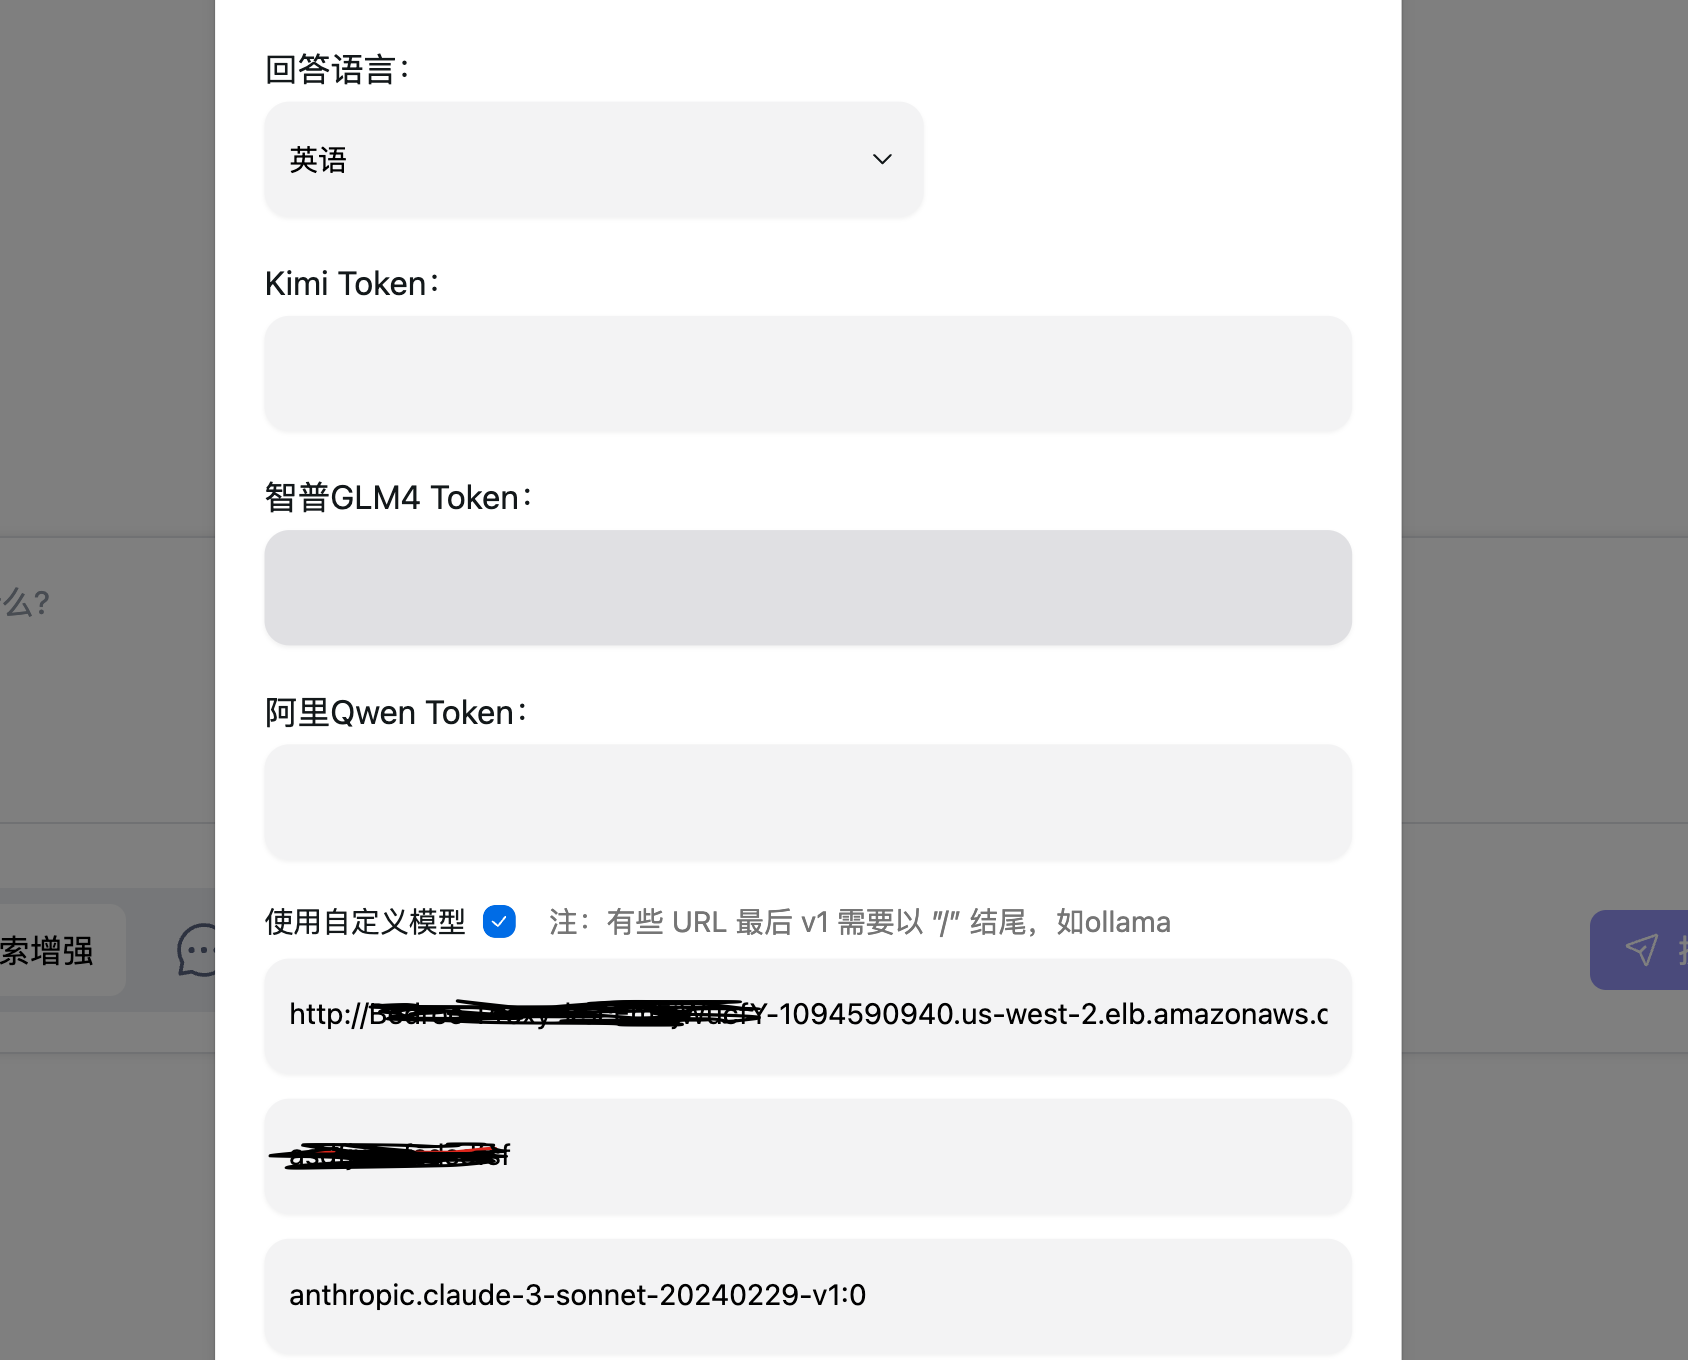 回答语言：
英语
Kimi Token：
智普GLM4 Token：
阿里Qwen Token：
么?
使用自定义模型 注：有些 URL 最后 v1 需要以 "/" 结尾，如ollama
索增强
http:// -1094590940.us-west-2.elb.amazonaws.c
anthropic.claude-3-sonnet-20240229-v1:0